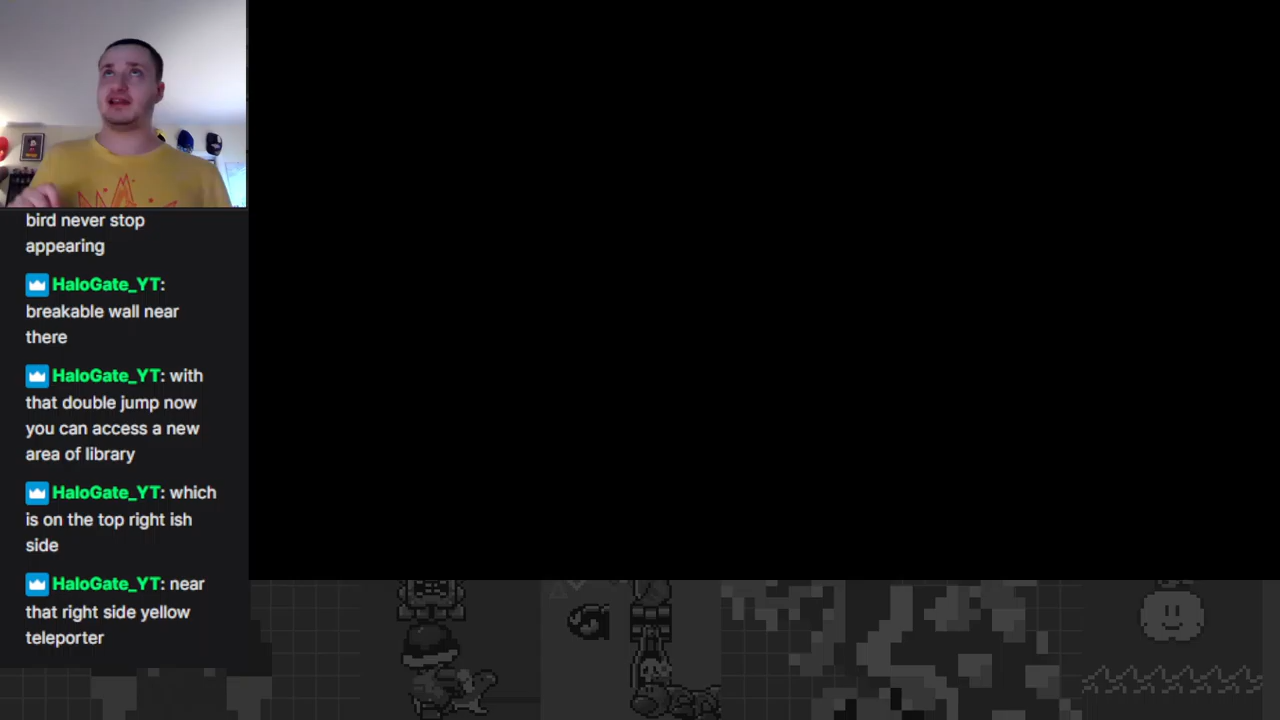 bird never stop
appearing
HaloGate_YT:
breakable wall near
there
HaloGate_YT: with
that double jump now
you can access a new
area of library
HaloGate_YT: which
is on the top right ish
side
HaloGate_YT: near
that right side yellow
teleporter